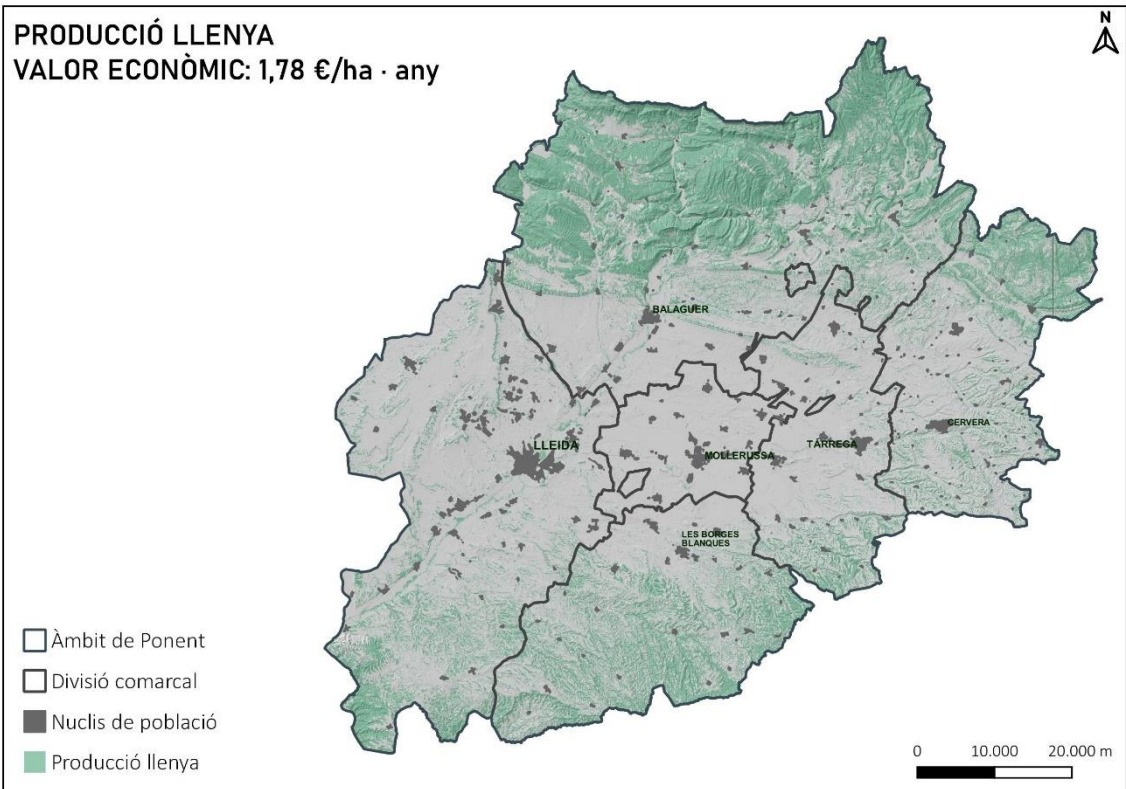 PRODUCCIÓ LLENYA
VALOR ECONÒMIC: 1,78 €/ha · any
N
BALAGUER
CERVERA
LLEIDA
TÀRREGA
MOLLERUSSA
LES BORGES
BLANQUES
Àmbit de Ponent
Divisió comarcal
Nuclis de població
Producció llenya
0 10.000 20.000 m